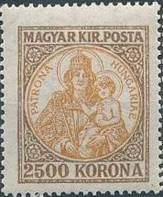 MAGYAR KIR. POSTA
PATRONA HUNGARIAE
2500 KORONA